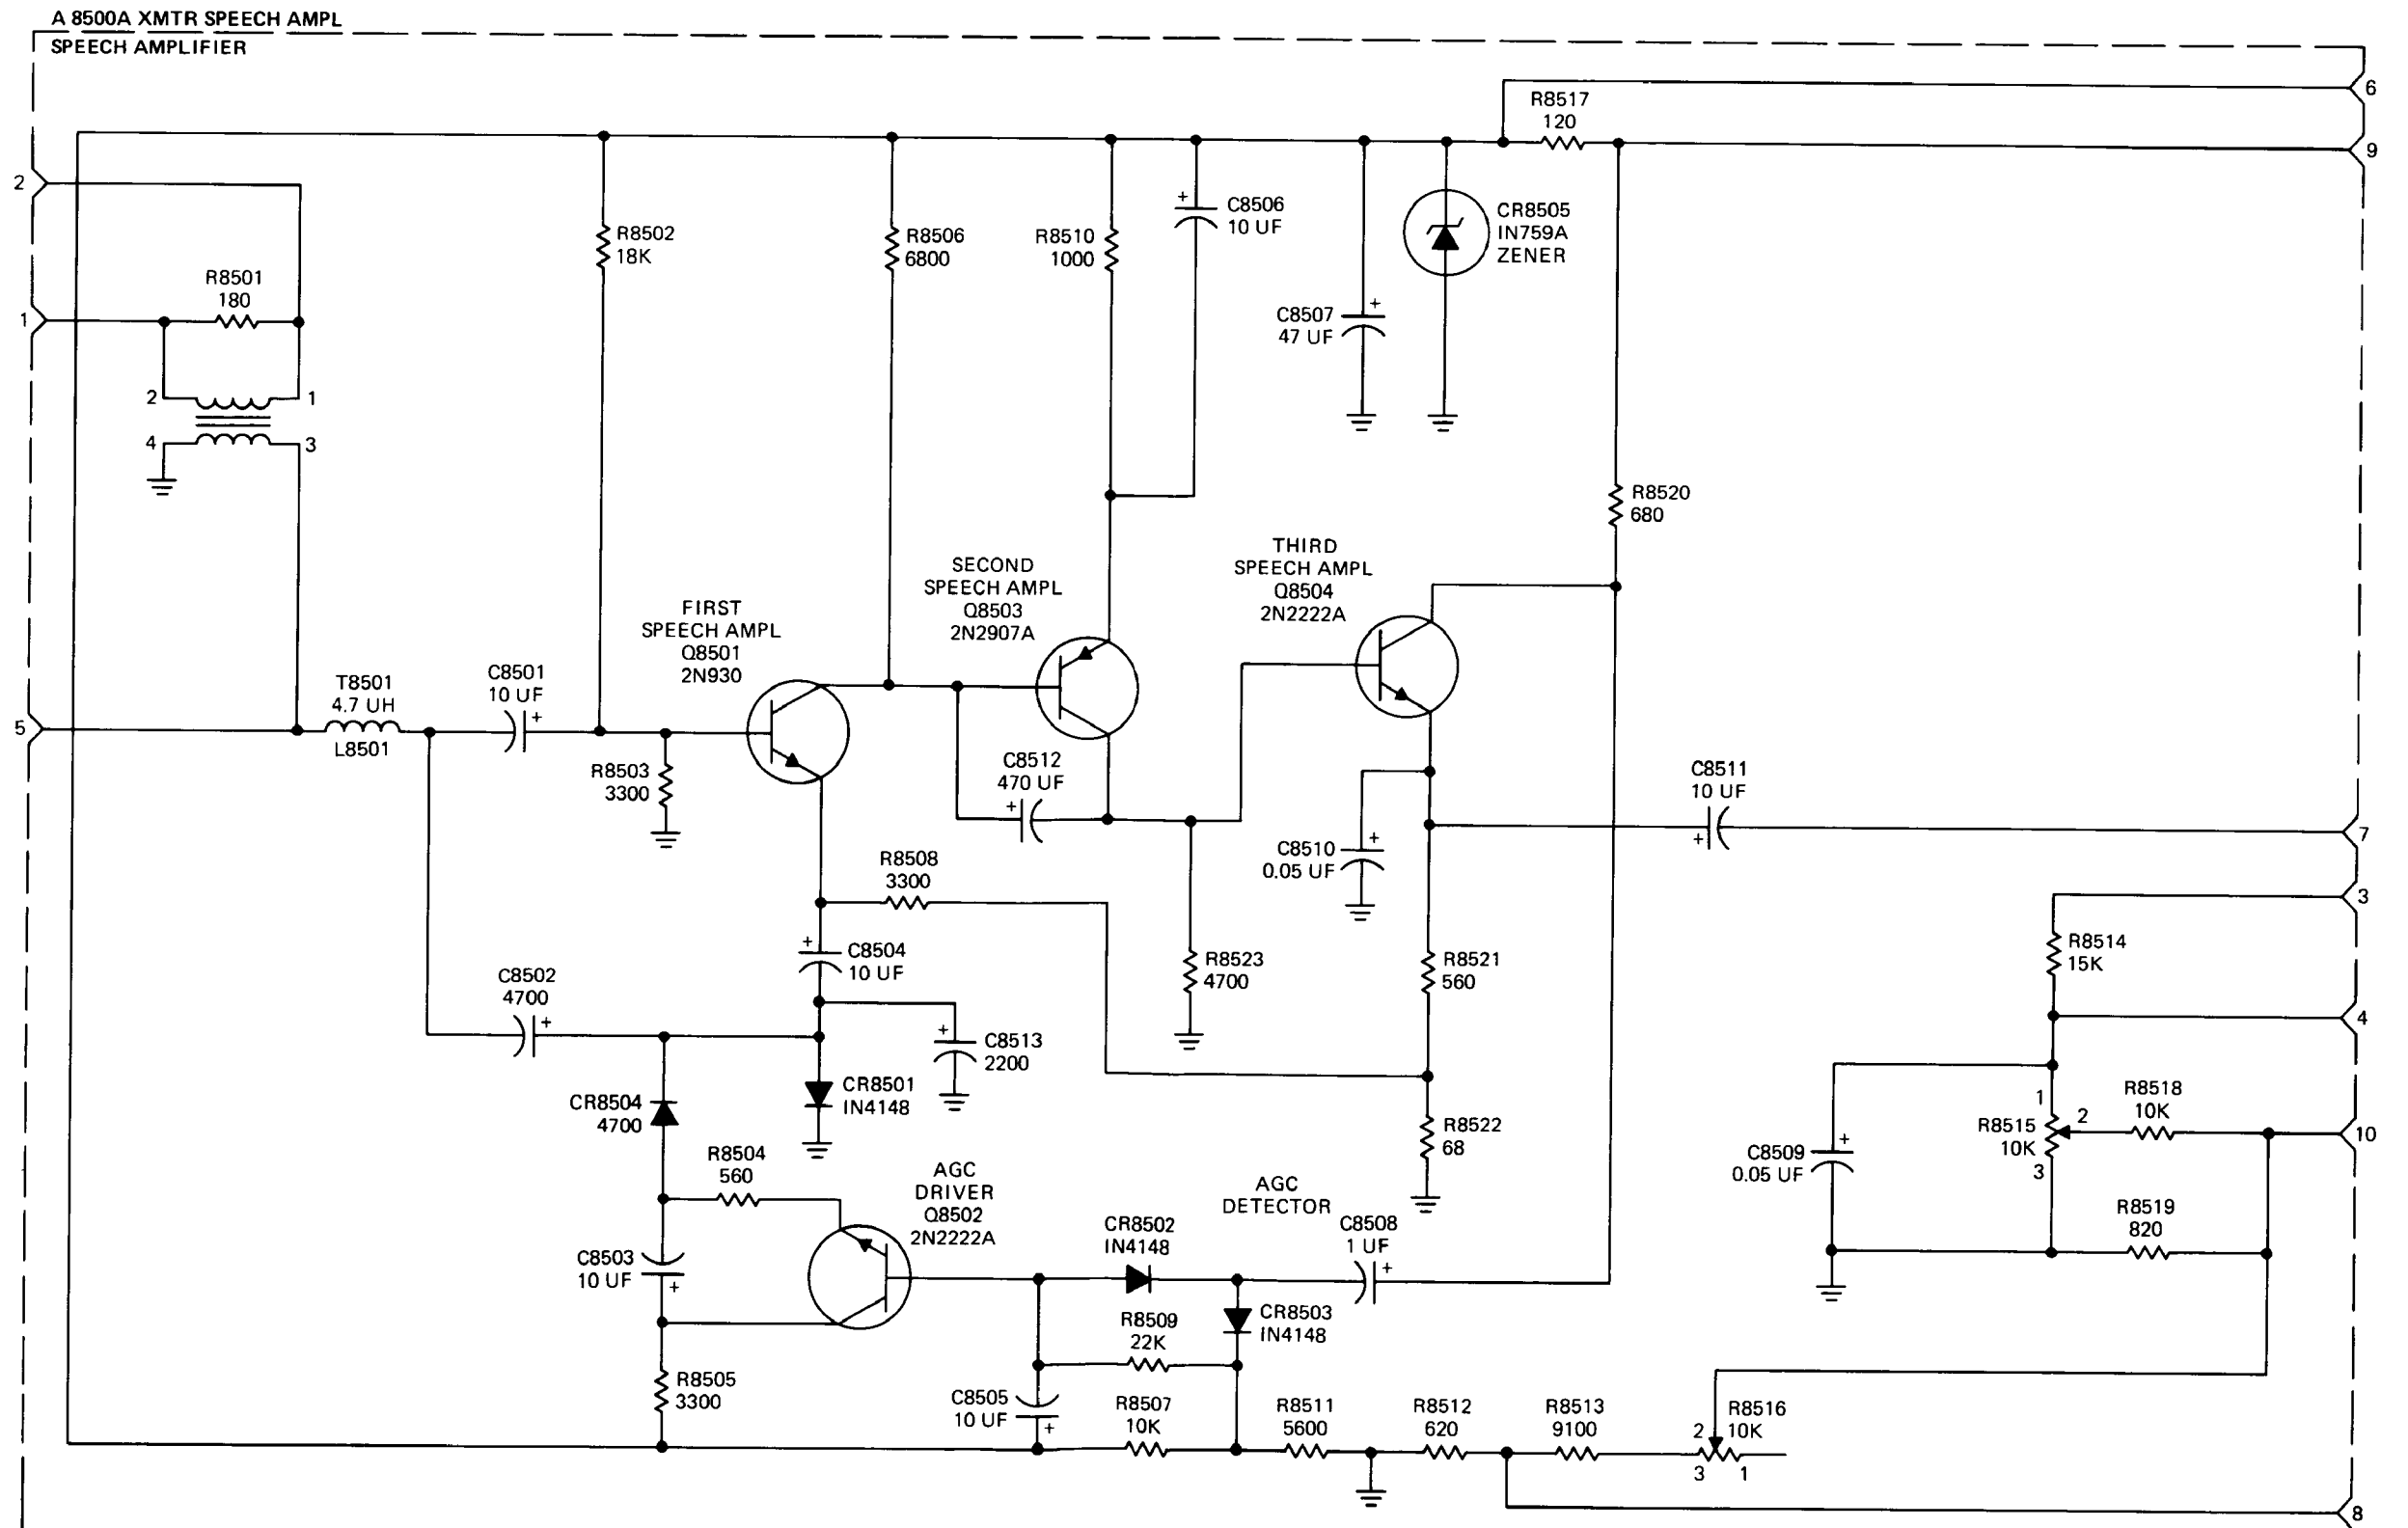 A 8500A XMTR SPEECH AMPL
SPEECH AMPLIFIER
6
R8517
120
9
2
R8502
18K
R8506
6800
R8510
1000
+
C8506
10 UF
CR8505
IN759A
ZENER
R8501
180
1
+
C8507
47 UF
2
1
4
3
R8520
680
FIRST
SPEECH AMPL
Q8501
2N930
SECOND
SPEECH AMPL
Q8503
2N2907A
THIRD
SPEECH AMPL
Q8504
2N2222A
5
T8501
4.7 UH
L8501
C8501
10 UF
+
R8503
3300
C8512
470 UF
+
+
C8510
0.05 UF
C8511
10 UF
+
7
R8508
3300
3
+
C8504
10 UF
R8523
4700
R8521
560
R8514
15K
C8502
4700
+
+
C8513
2200
4
CR8504
4700
CR8501
IN4148
R8522
68
1
R8515
10K
2
3
R8518
10K
10
+
C8509
0.05 UF
R8504
560
AGC
DRIVER
Q8502
2N2222A
CR8502
IN4148
AGC
DETECTOR
C8508
1 UF
+
R8519
820
C8503
10 UF
+
CR8503
IN4148
R8509
22K
R8505
3300
C8505
10 UF
+
R8507
10K
R8511
5600
R8512
620
R8513
9100
2
R8516
10K
3
1
8